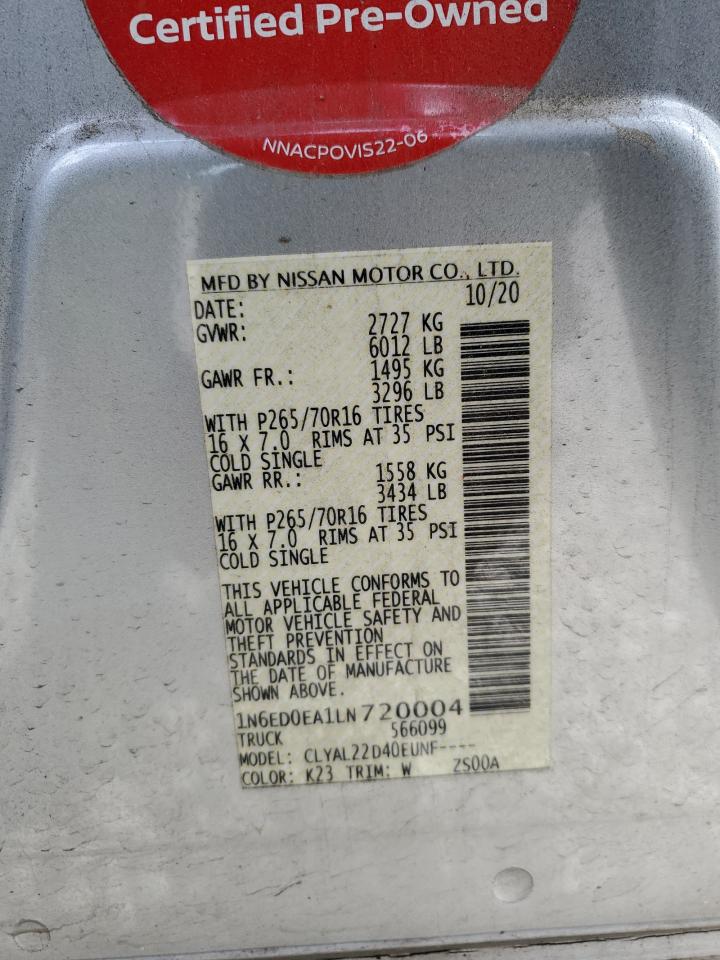 Certified Pre-Owned
NNACPOVIS22-06
MFD BY NISSAN MOTOR CO., LTD.
DATE: 10/20
GVWR: 2727 KG
6012 LB
GAWR FR.: 1495 KG
3296 LB
WITH P265/70R16 TIRES
16 X 7.0 RIMS AT 35 PSI
COLD SINGLE
GAWR RR.: 1558 KG
3434 LB
WITH P265/70R16 TIRES
16 X 7.0 RIMS AT 35 PSI
COLD SINGLE
THIS VEHICLE CONFORMS TO
ALL APPLICABLE FEDERAL
MOTOR VEHICLE SAFETY AND
THEFT PREVENTION
STANDARDS IN EFFECT ON
THE DATE OF MANUFACTURE
SHOWN ABOVE.
1N6ED0EA1LN720004
TRUCK 566099
MODEL: CLYAL22D40EUNF----
COLOR: K23 TRIM: W ZS00A